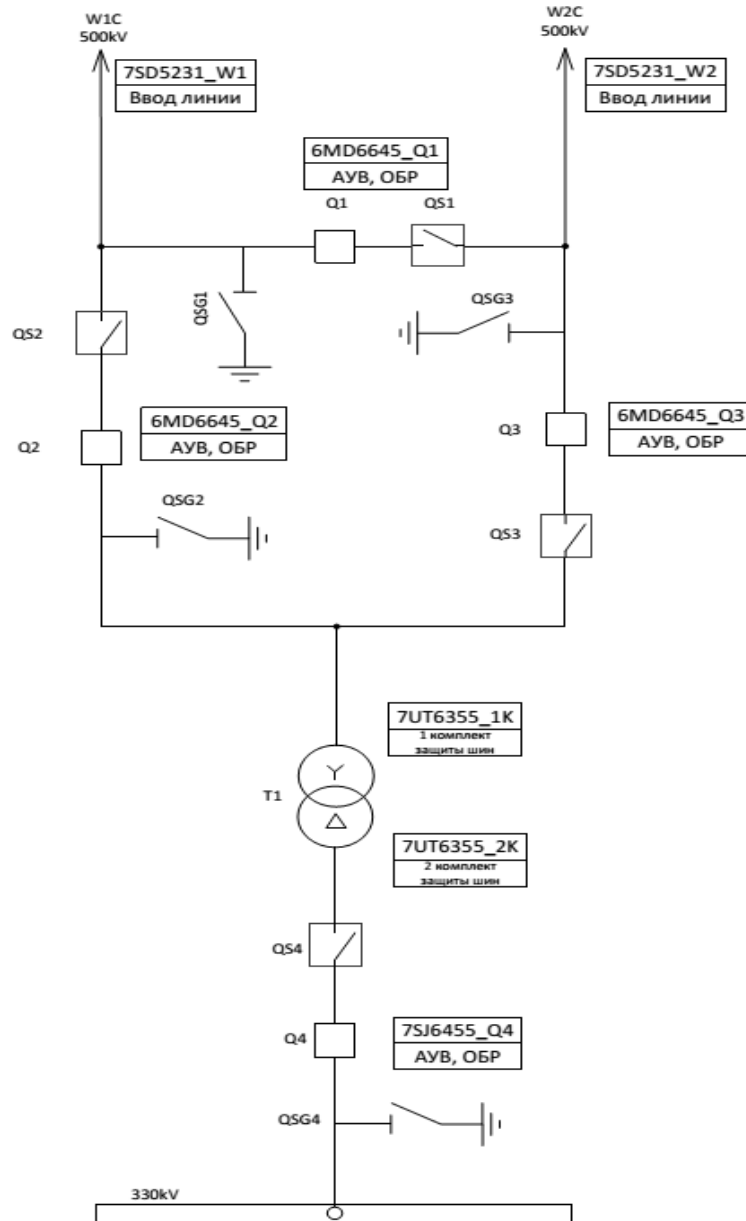 W1C
500kV
W2C
500kV
7SD5231_W1
Ввод линии
7SD5231_W2
Ввод линии
6MD6645_Q1
АУВ, ОБР
Q1
QS1
QSG1
QSG3
QS2
6MD6645_Q2
АУВ, ОБР
Q2
Q3
6MD6645_Q3
АУВ, ОБР
QSG2
QS3
7UT6355_1K
1 комплект
защиты шин
T1
7UT6355_2K
2 комплект
защиты шин
QS4
Q4
7SJ6455_Q4
АУВ, ОБР
QSG4
330kV